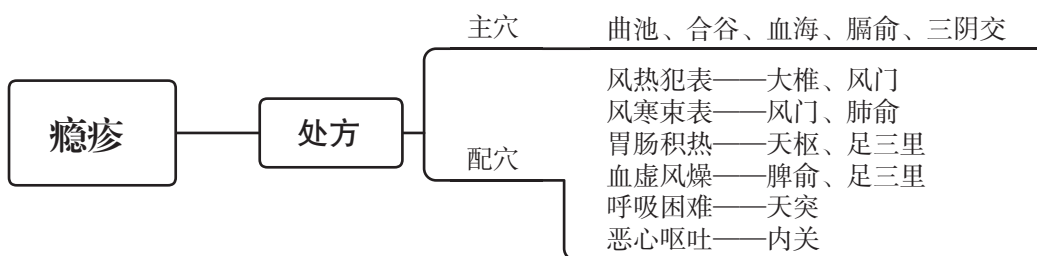 瘾疹
处方
主穴
曲池、合谷、血海、膈俞、三阴交
配穴
风热犯表——大椎、风门
风寒束表——风门、肺俞
胃肠积热——天枢、足三里
血虚风燥——脾俞、足三里
呼吸困难——天突
恶心呕吐——内关